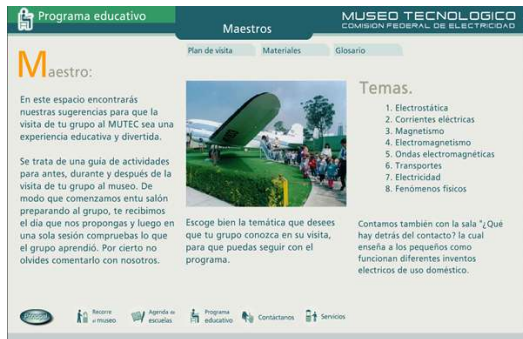 Programa educativo
Maestros
MUSEO TECNOLOGICO
COMISION FEDERAL DE ELECTRICIDAD
Plan de visita
Materiales
Glosario
Maestro:
En este espacio encontrarás
nuestras sugerencias para que la
visita de tu grupo al MUTEC sea una
experiencia educativa y divertida.
Se trata de una guía de actividades
para antes, durante y después de la
visita de tu grupo al museo. De
modo que comenzamos entu salón
preparando al grupo, te recibimos
el día que nos propongas y luego en
una sola sesión compruebas lo que
el grupo aprendió. Por cierto no
olvides comentarlo con nosotros.
Escoge bien la temática que desees
que tu grupo conozca en su visita,
para que puedas seguir con el
programa.
Temas.
1. Electrostática
2. Corrientes eléctricas
3. Magnetismo
4. Electromagnetismo
5. Ondas electromagnéticas
6. Transportes
7. Electricidad
8. Fenómenos físicos
Contamos también con la sala "¿Qué
hay detrás del contacto? la cual
enseña a los pequeños como
funcionan diferentes inventos
electricos de uso doméstico.
Recorre
el museo
Agenda de
escuelas
Programa
educativo
Contáctanos
Servicios